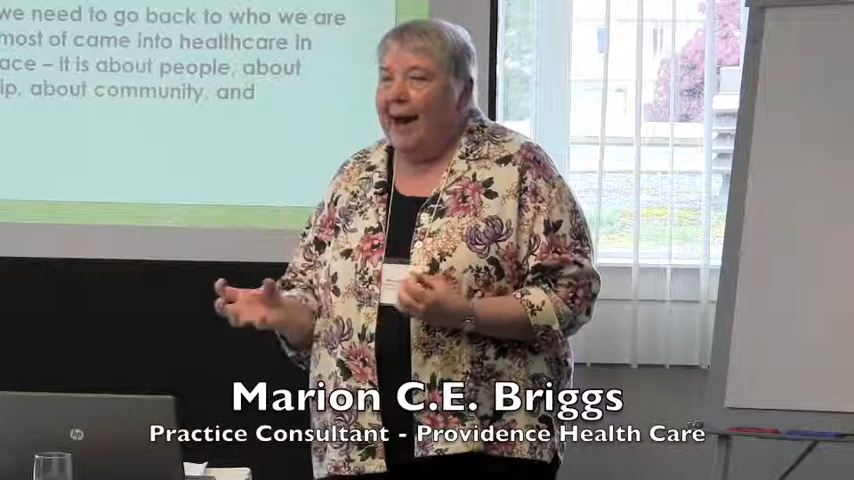 we need to go back to who we are
most of came into healthcare in
ace – it is about people, about
ip, about community, and
hp
Marion C.E. Briggs
Practice Consultant - Providence Health Care